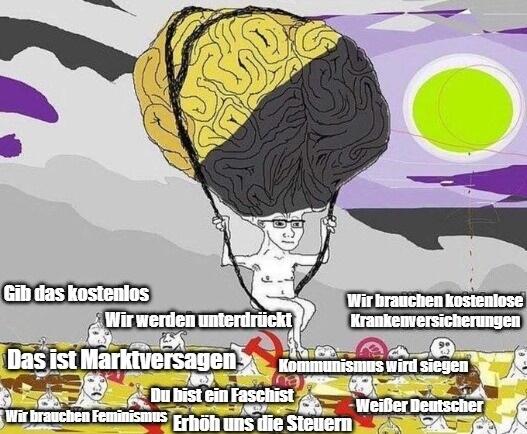 Gib das kostenlos
Wir brauchen kostenlose
Krankenversicherungen
Wir werden unterdrückt
Das ist Marktversagen
Kommunismus wird siegen
Du bist ein Faschist
Weißer Deutscher
Wir brauchen Feminismus
Erhöh uns die Steuern